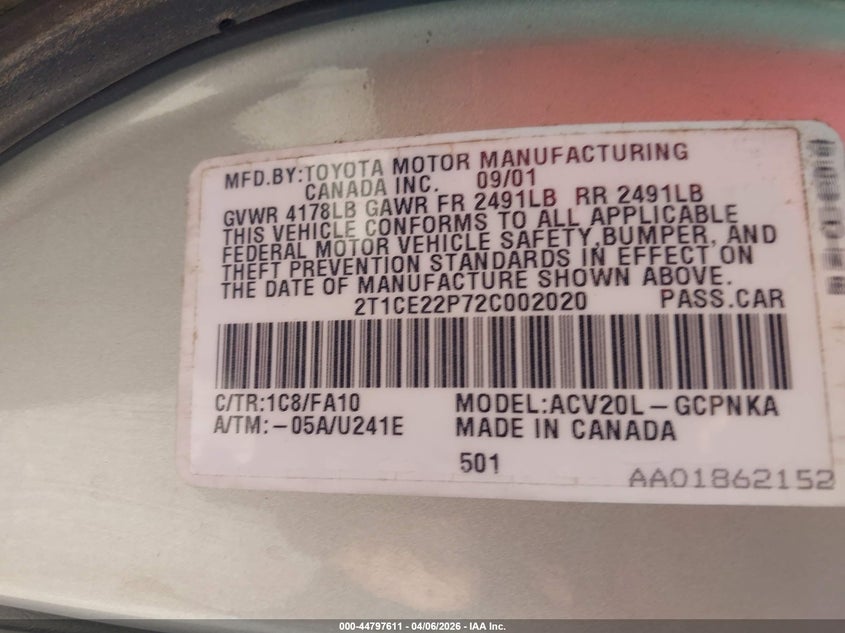 MFD.BY:TOYOTA MOTOR MANUFACTURING
CANADA INC. 09/01
GVWR 4178LB GAWR FR 2491LB RR 2491LB
THIS VEHICLE CONFORMS TO ALL APPLICABLE
FEDERAL MOTOR VEHICLE SAFETY,BUMPER, AND
THEFT PREVENTION STANDARDS IN EFFECT ON
THE DATE OF MANUFACTURE SHOWN ABOVE.
2T1CE22P72C002020 PASS.CAR
C/TR:1C8/FA10 MODEL:ACV20L-GCPNKA
A/TM:-05A/U241E MADE IN CANADA
501
AA01862152
000-44797611 - 04/06/2026 - IAA Inc.